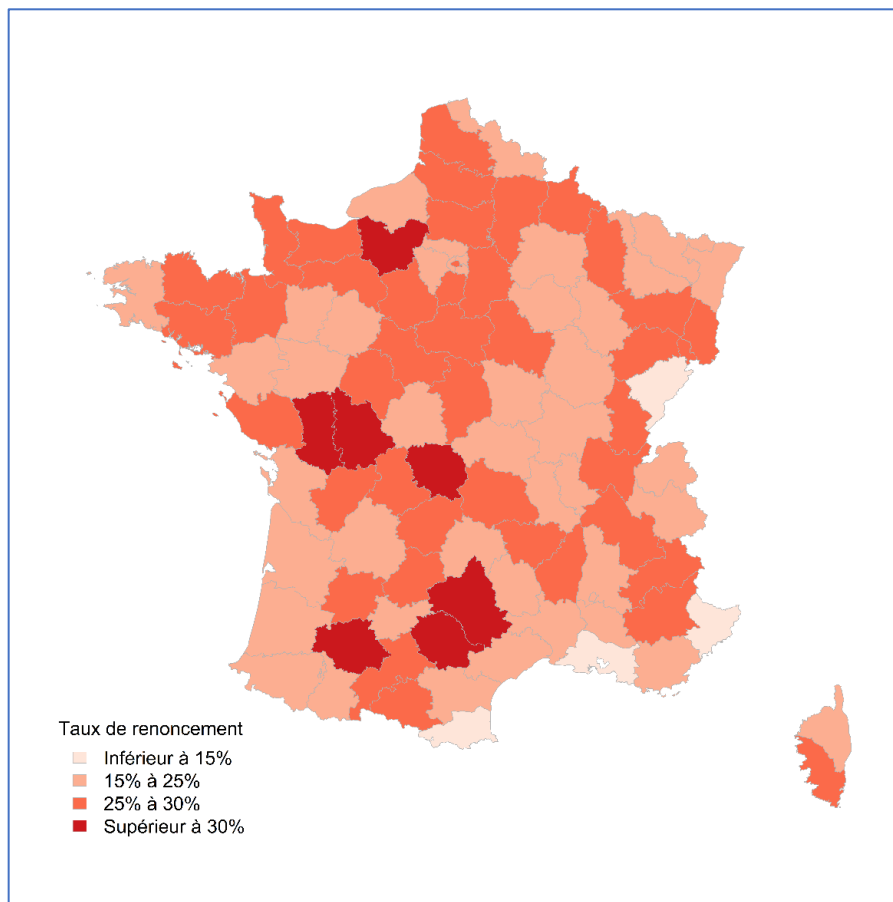 Taux de renoncement
Inférieur à 15%
15% à 25%
25% à 30%
Supérieur à 30%